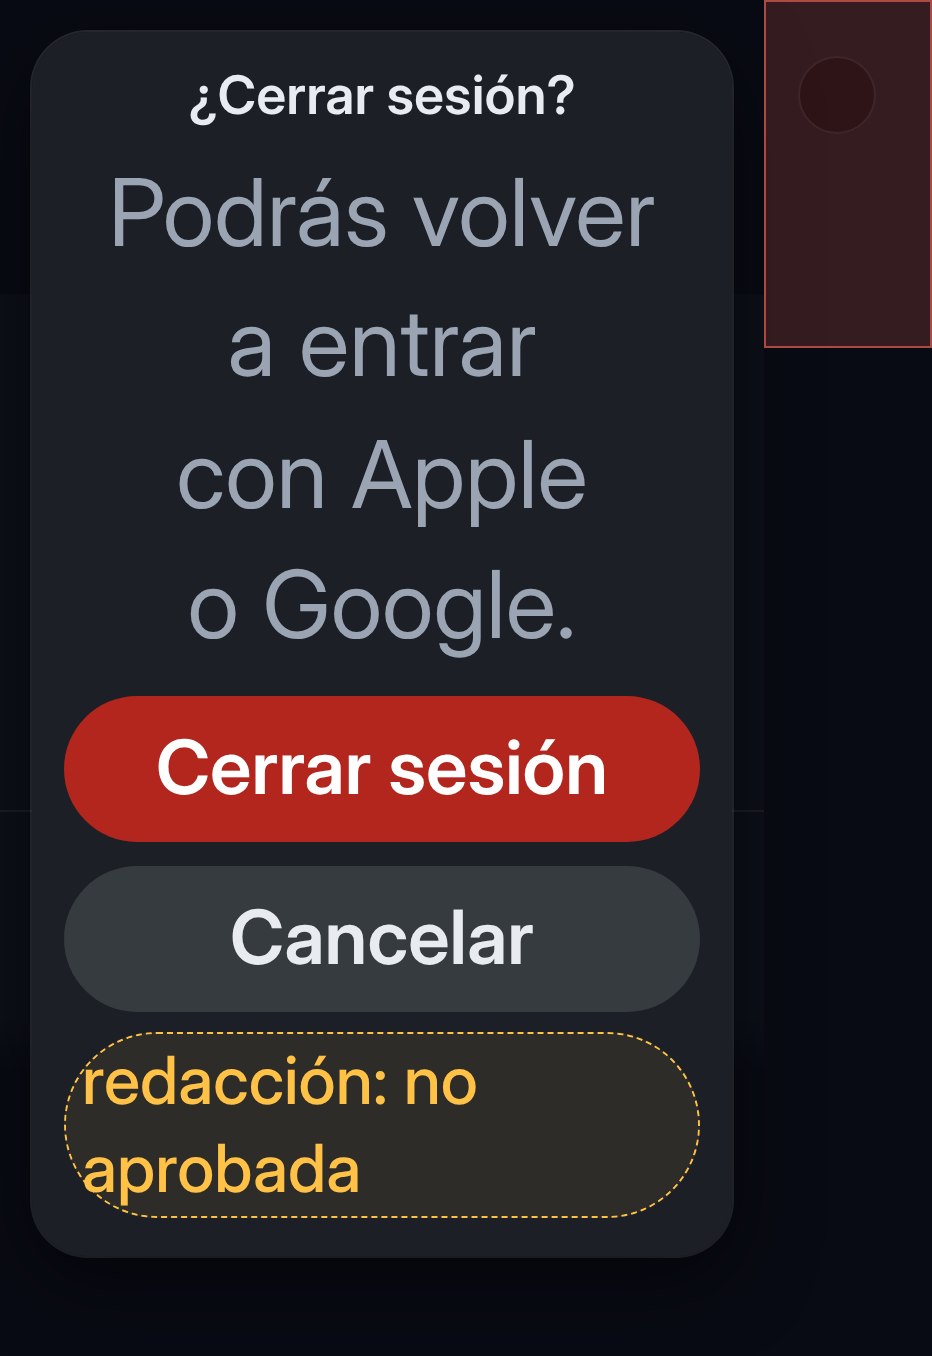 ¿Cerrar sesión?
Podrás volver
a entrar
con Apple
o Google.
Cerrar sesión
Cancelar
redacción: no
aprobada